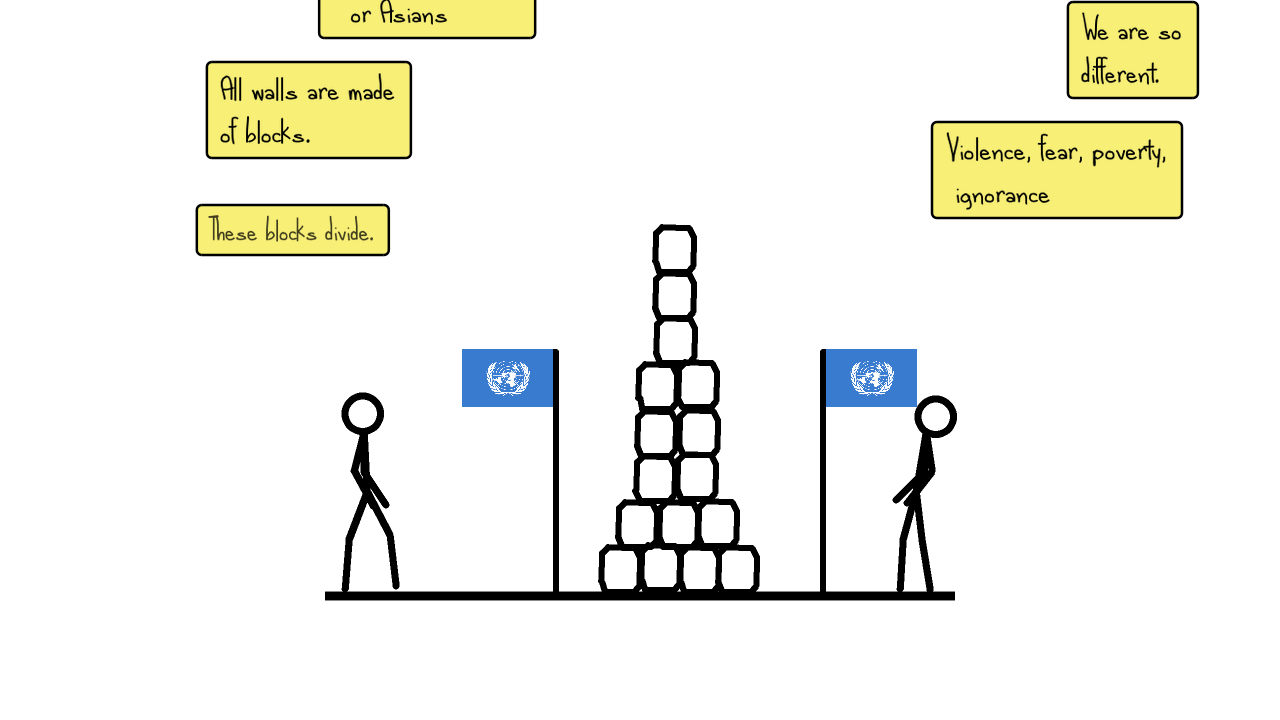 or Asians
All walls are made
of blocks.
These blocks divide.
We are so
different.
Violence, fear, poverty,
ignorance